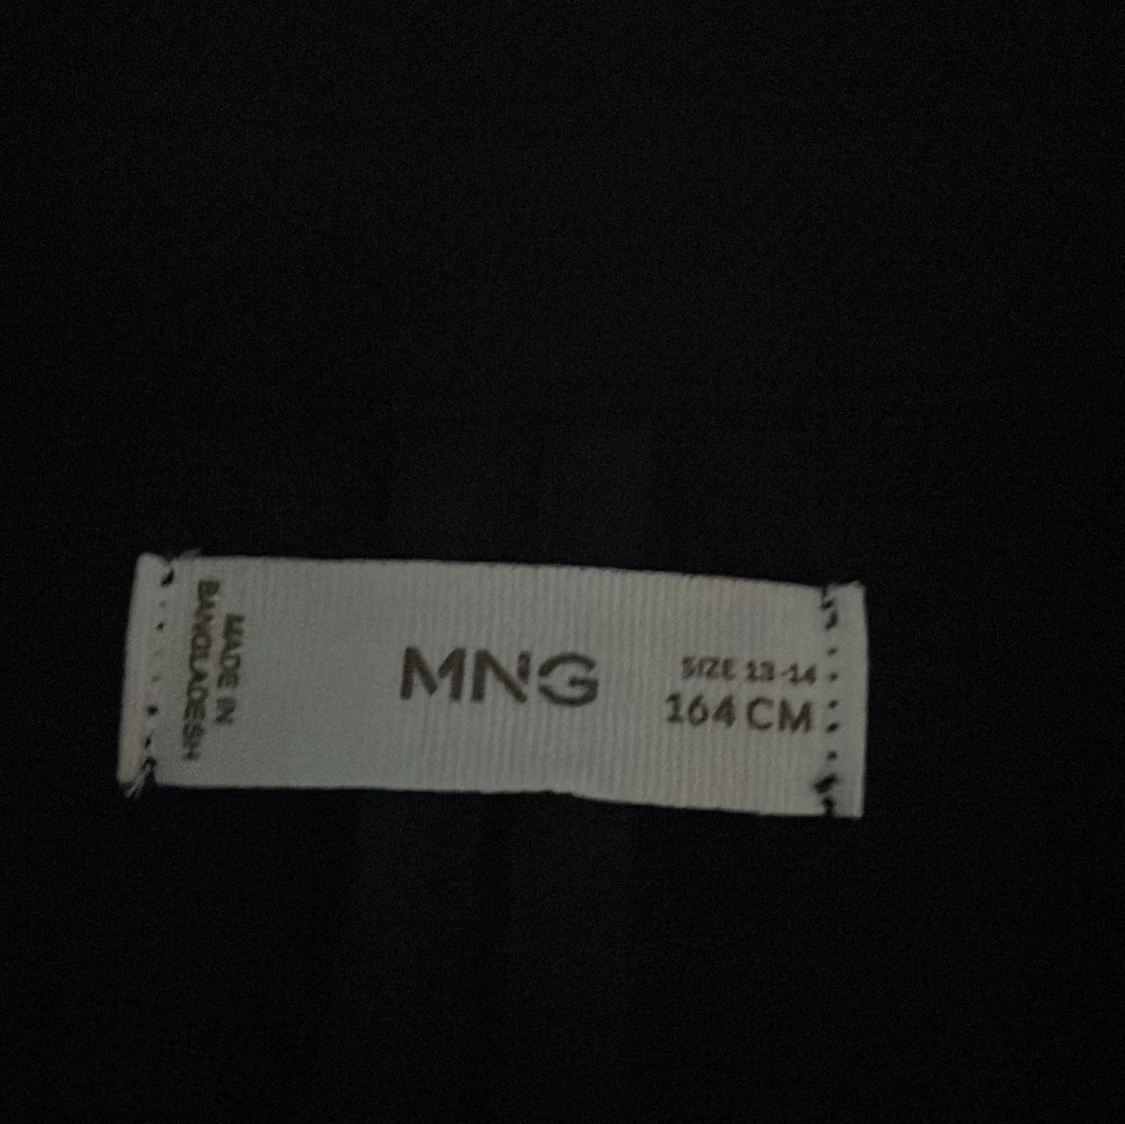 MADE IN
BANGLADESH
MNG
SIZE 13-14
164 CM